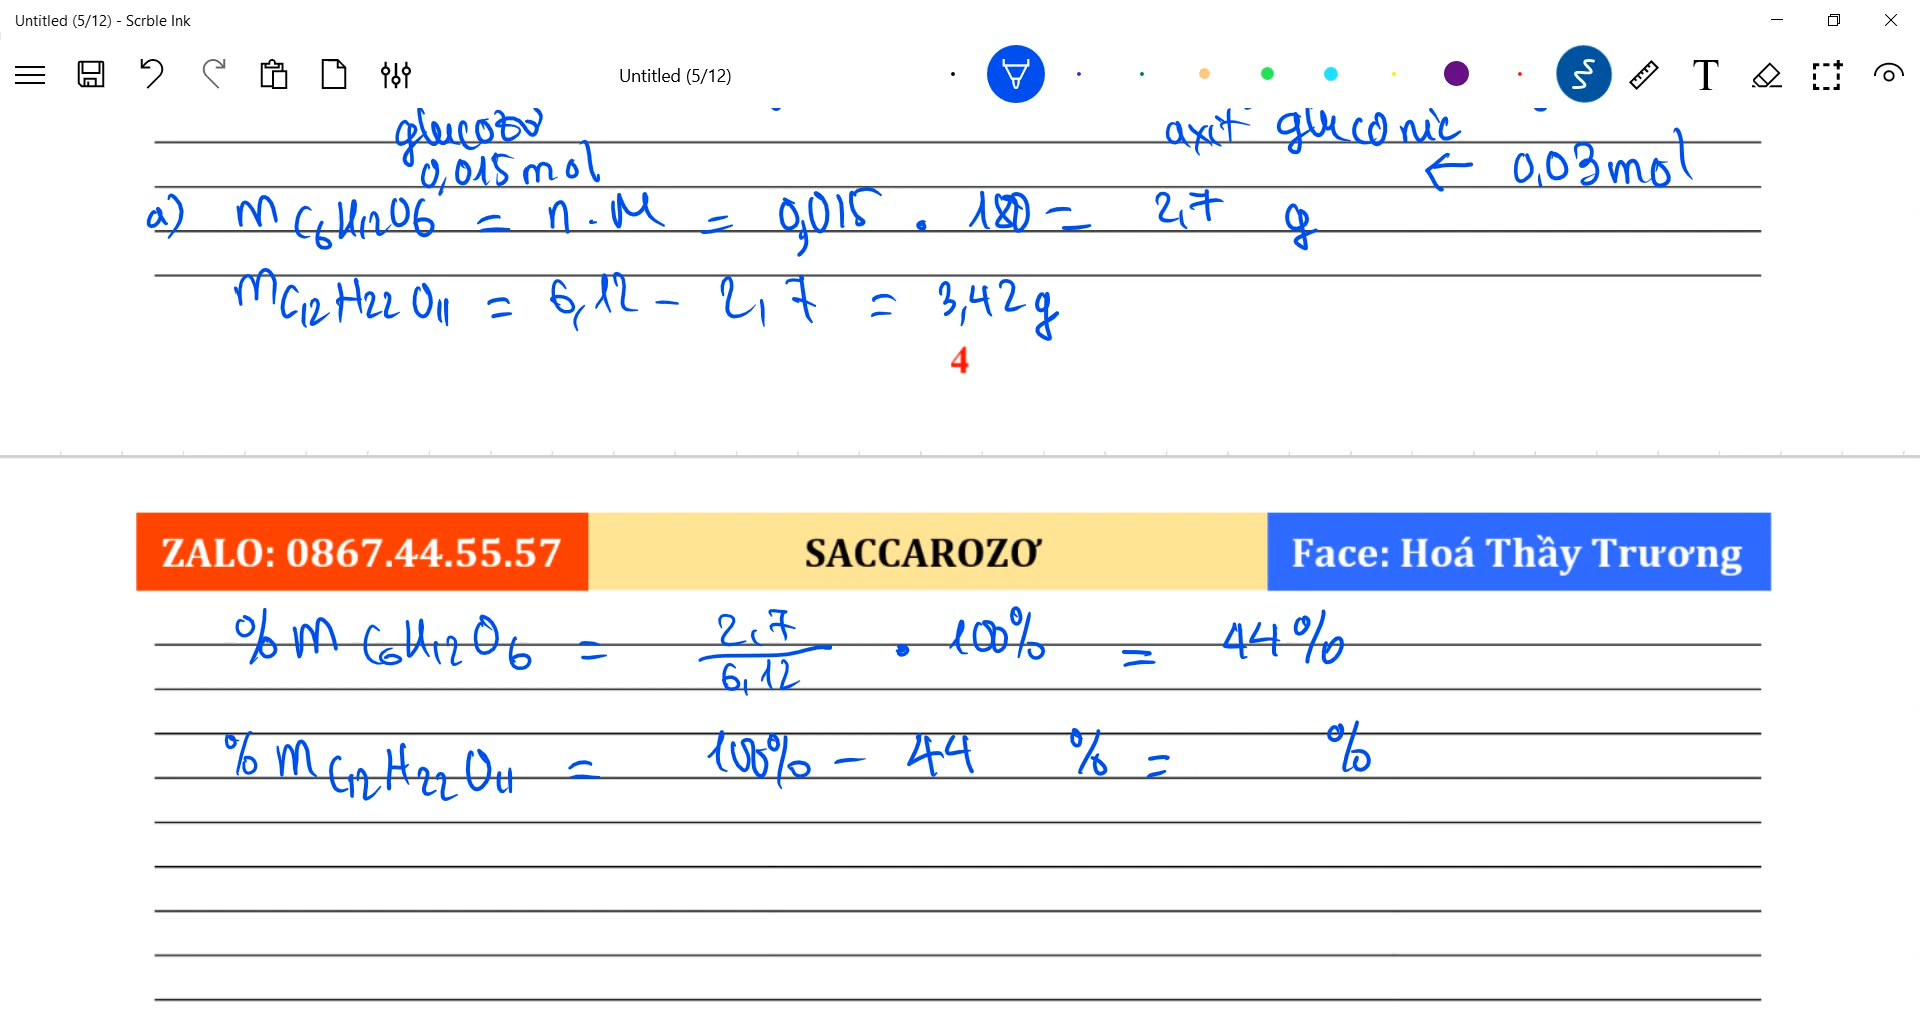 Untitled (5/12) - Scrble Ink
Untitled (5/12)
glucozơ axit gluconic
0,015 mol ← 0,03 mol
a) m C6H12O6 = n . M = 0,015 . 180 = 2,7 g
m C12H22O11 = 6,12 - 2,7 = 3,42g
4
ZALO: 0867.44.55.57 SACCAROZƠ Face: Hoá Thầy Trương
% m C6H12O6 = 2,7 / 6,12 . 100% = 44%
% m C12H22O11 = 100% - 44 % = %